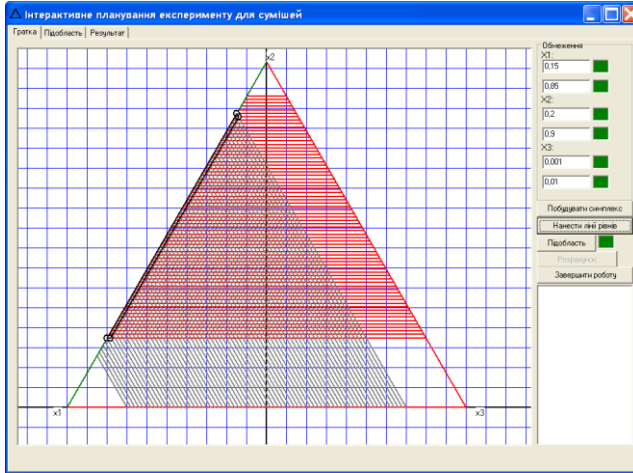 Інтерактивне планування експерименту для сумішей
Гратка Підобласть Результат
x2
x1
x3
Обмеження
X1:
0,15
0,85
X2:
0,2
0,9
X3:
0,001
0,01
Побудувати симплекс
Нанести лінії рівнів
Підобласть
Розрахунок
Завершити роботу